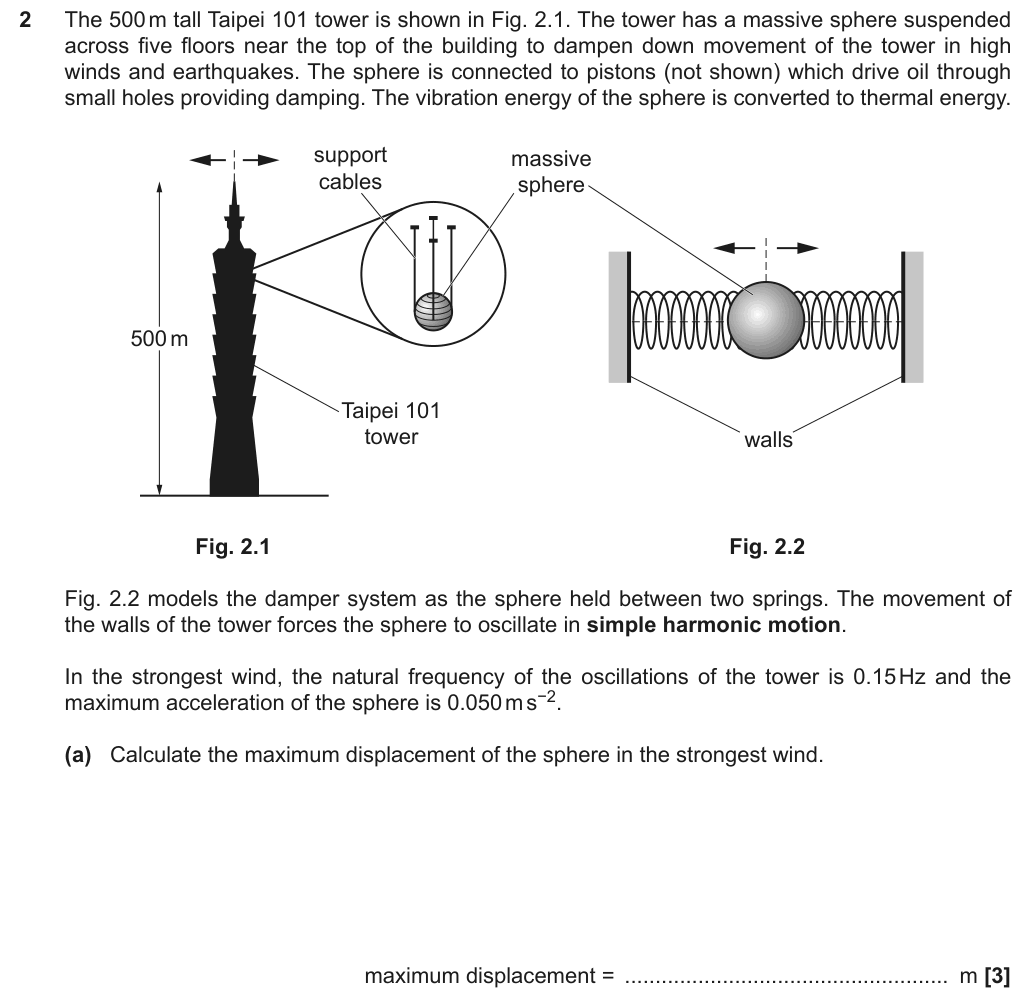 2 The 500 m tall Taipei 101 tower is shown in Fig. 2.1. The tower has a massive sphere suspended
across five floors near the top of the building to dampen down movement of the tower in high
winds and earthquakes. The sphere is connected to pistons (not shown) which drive oil through
small holes providing damping. The vibration energy of the sphere is converted to thermal energy.
support
cables
massive
sphere
500 m
Taipei 101
tower
walls
Fig. 2.1
Fig. 2.2
Fig. 2.2 models the damper system as the sphere held between two springs. The movement of
the walls of the tower forces the sphere to oscillate in simple harmonic motion.
In the strongest wind, the natural frequency of the oscillations of the tower is 0.15 Hz and the
maximum acceleration of the sphere is 0.050 m s⁻².
(a) Calculate the maximum displacement of the sphere in the strongest wind.
maximum displacement = .................................................... m [3]